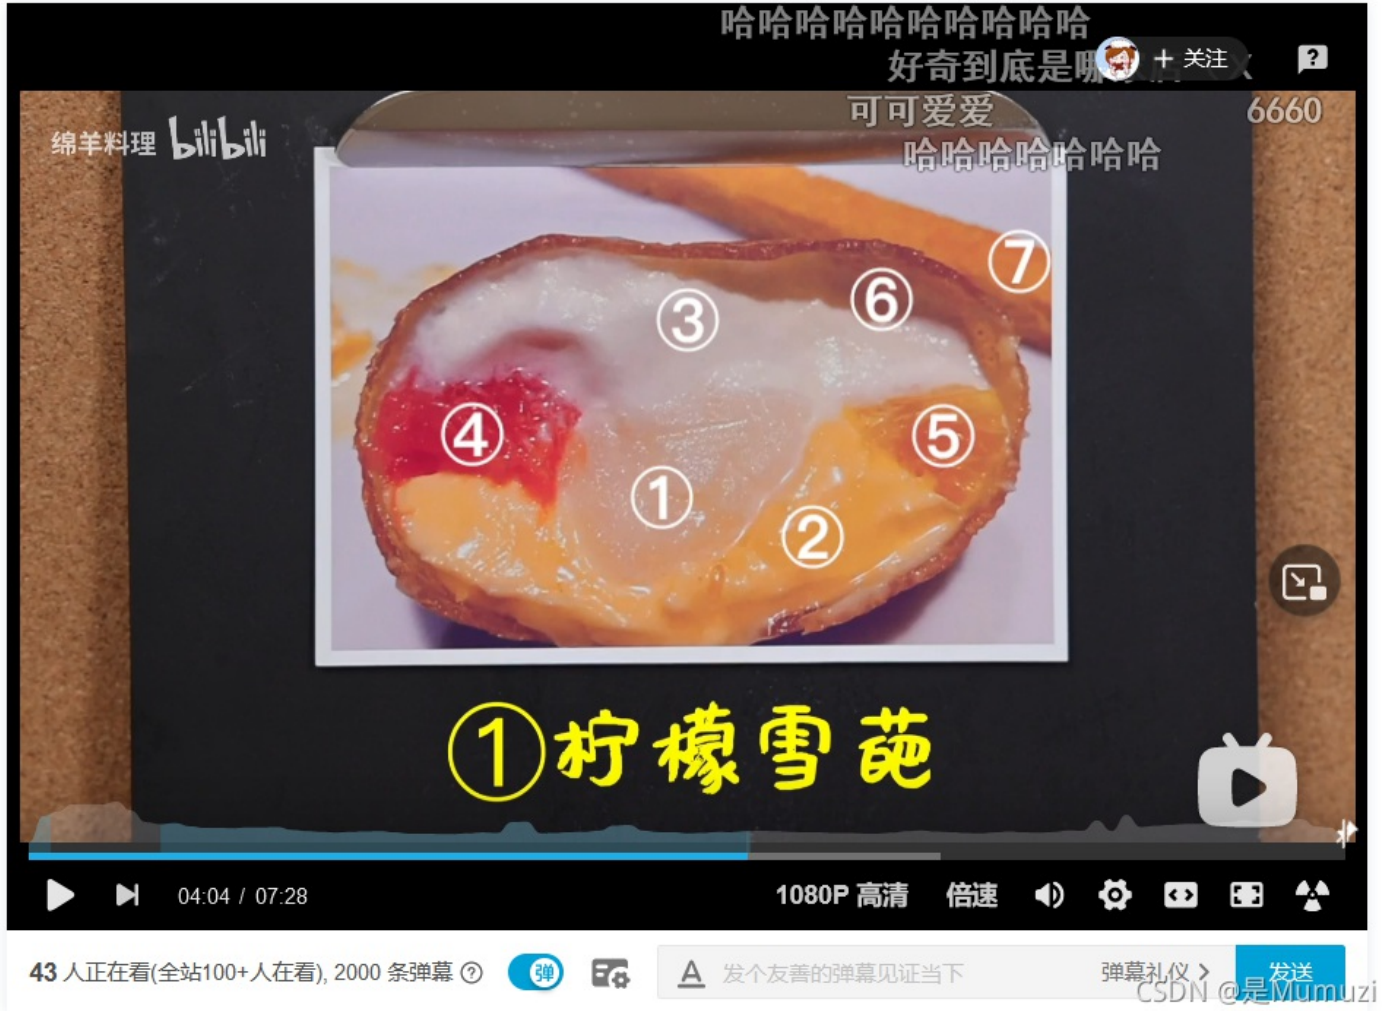 哈哈哈哈哈哈哈哈哈哈
好奇到底是哪
+ 关注
可可爱爱
6660
绵羊料理 bilibili
哈哈哈哈哈哈哈
⑦
⑥
③
④
⑤
①
②
①柠檬雪葩
04:04 / 07:28
1080P 高清
倍速
43 人正在看(全站100+人在看), 2000 条弹幕
弹
A
发个友善的弹幕见证当下
弹幕礼仪 >
发送
CSDN @是Mumuzi